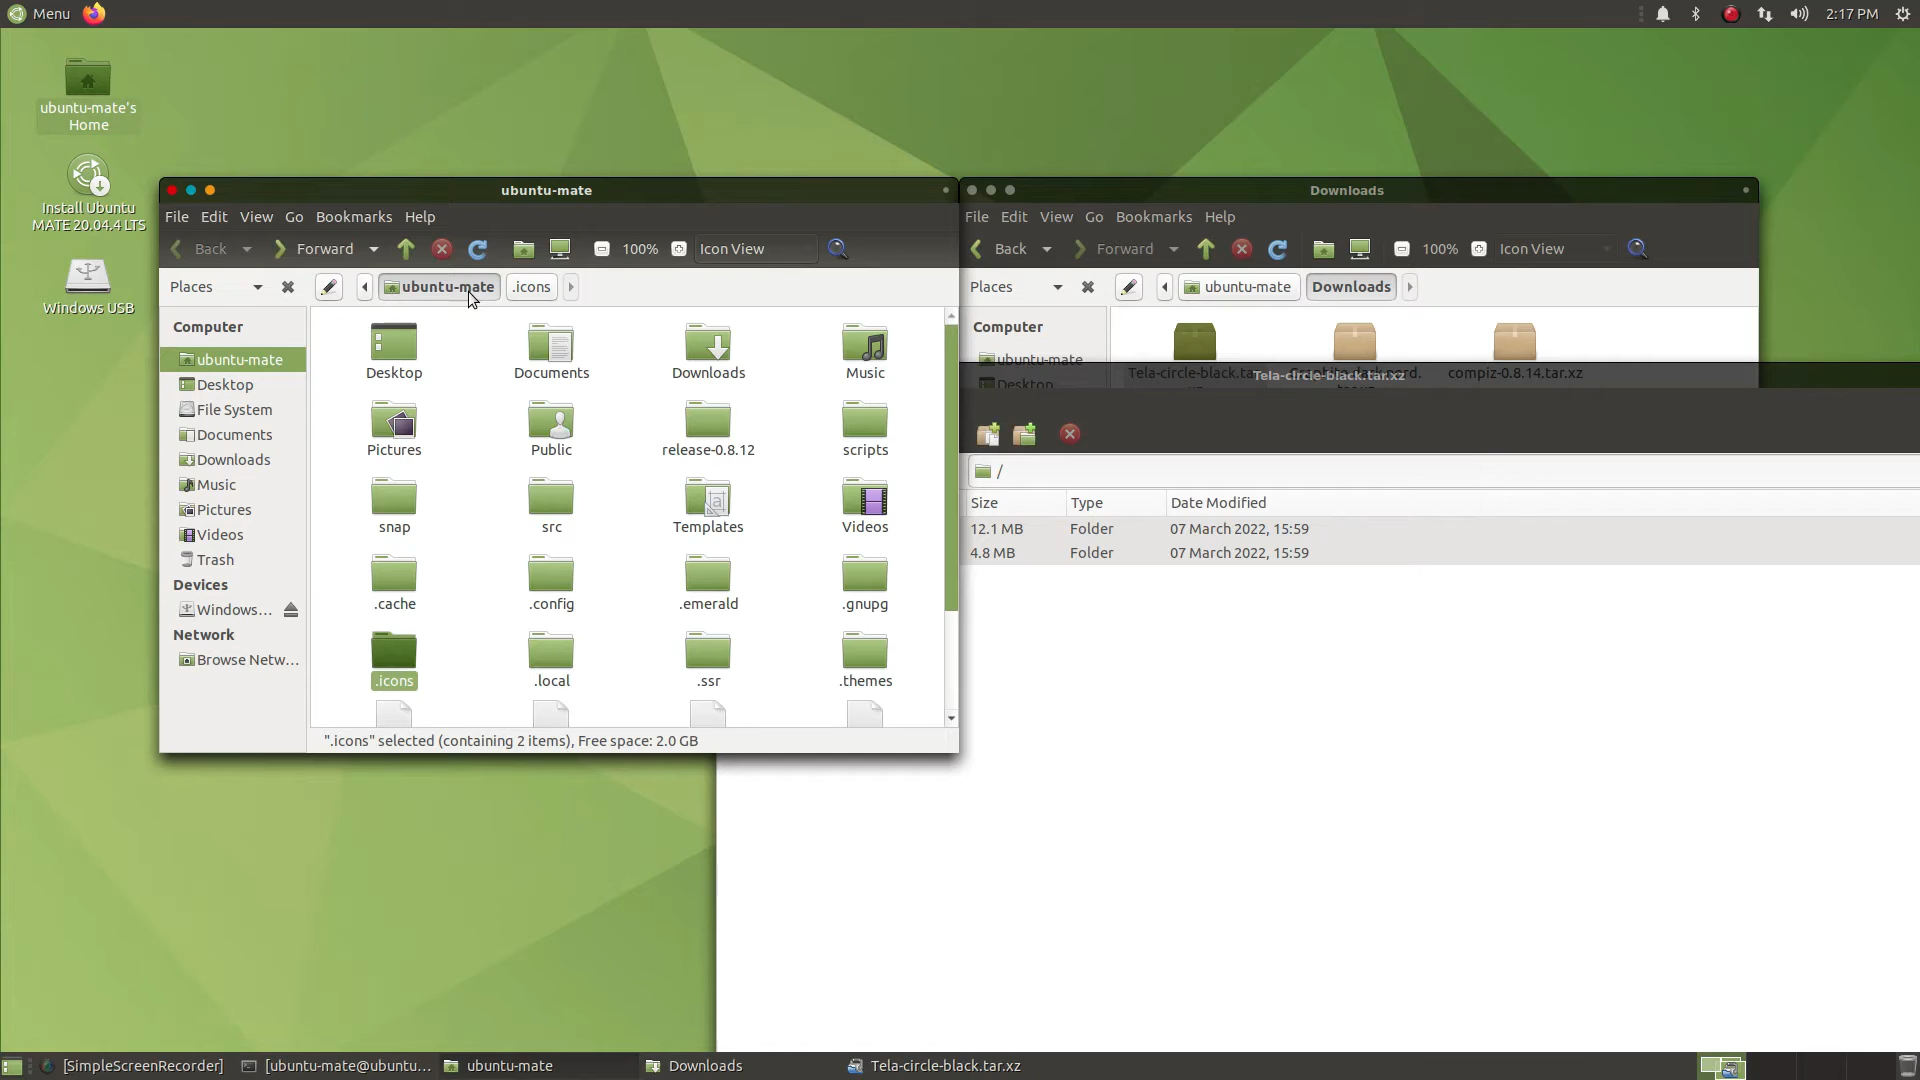 Menu
2:17 PM
ubuntu-mate's
Home
Install Ubuntu
MATE 20.04.4 LTS
Windows USB
ubuntu-mate
File Edit View Go Bookmarks Help
Back Forward 100% Icon View
Places ubuntu-mate .icons
Computer
ubuntu-mate
Desktop
File System
Documents
Downloads
Music
Pictures
Videos
Trash
Devices
Windows...
Network
Browse Netw...
Desktop Documents Downloads Music
Pictures Public release-0.8.12 scripts
snap src Templates Videos
.cache .config .emerald .gnupg
.icons .local .ssr .themes
".icons" selected (containing 2 items), Free space: 2.0 GB
Downloads
File Edit View Go Bookmarks Help
Back Forward 100% Icon View
Places ubuntu-mate Downloads
Computer
ubuntu-mate
Desktop
compiz-0.8.14.tar.xz
Tela-circle-black.tar.xz
/
Size Type Date Modified
12.1 MB Folder 07 March 2022, 15:59
4.8 MB Folder 07 March 2022, 15:59
[SimpleScreenRecorder] [ubuntu-mate@ubuntu... ubuntu-mate Downloads Tela-circle-black.tar.xz